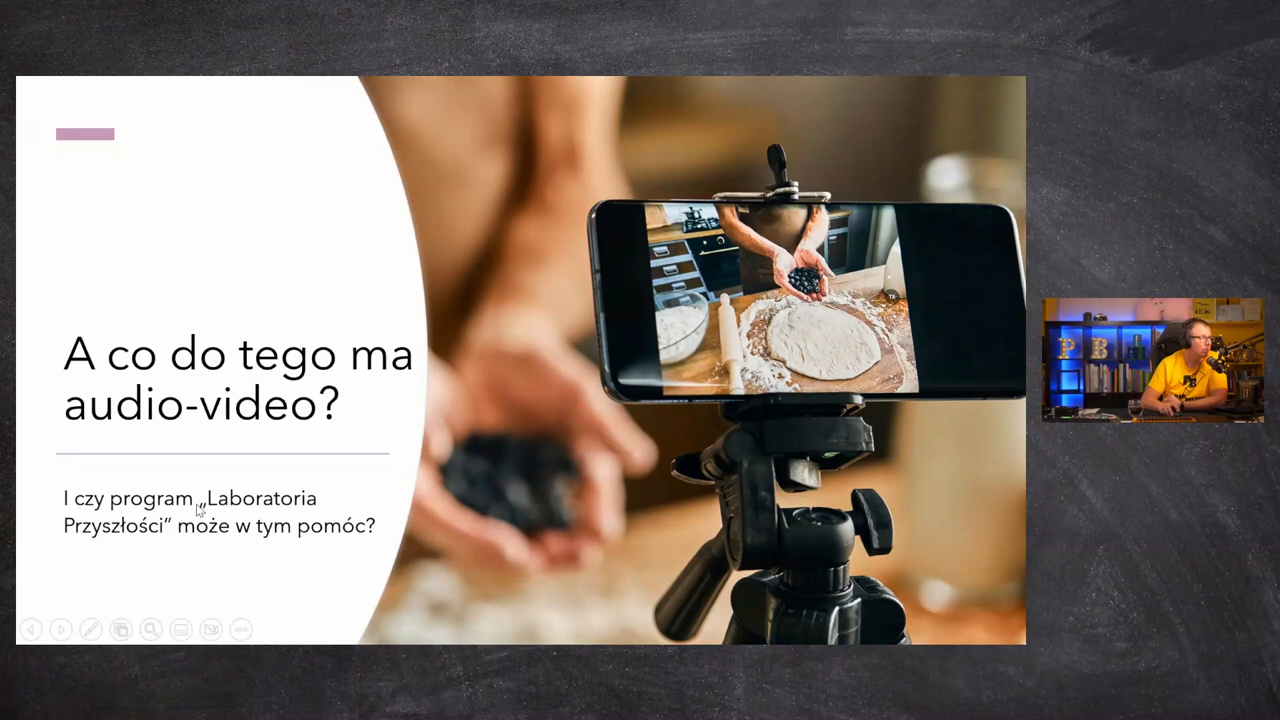 A co do tego ma
audio-video?
I czy program „Laboratoria
Przyszłości” może w tym pomóc?
P B